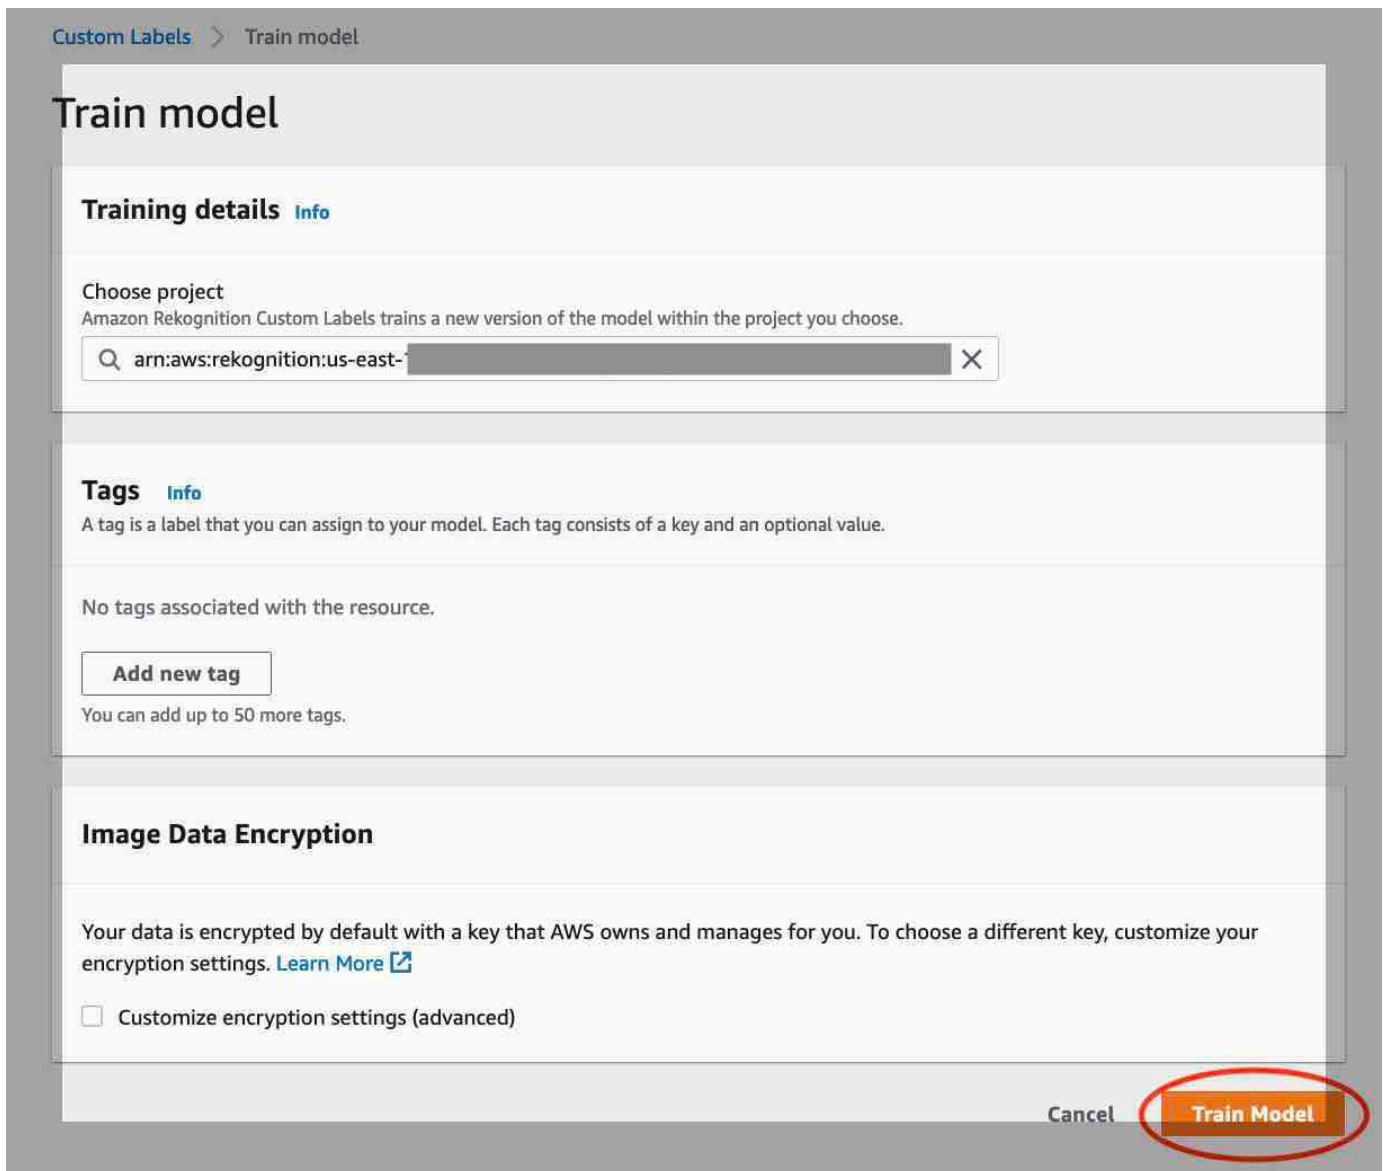 Custom Labels > Train model
Train model
Training details Info
Choose project
Amazon Rekognition Custom Labels trains a new version of the model within the project you choose.
arn:aws:rekognition:us-east-
Tags Info
A tag is a label that you can assign to your model. Each tag consists of a key and an optional value.
No tags associated with the resource.
Add new tag
You can add up to 50 more tags.
Image Data Encryption
Your data is encrypted by default with a key that AWS owns and manages for you. To choose a different key, customize your
encryption settings. Learn More
Customize encryption settings (advanced)
Cancel Train Model